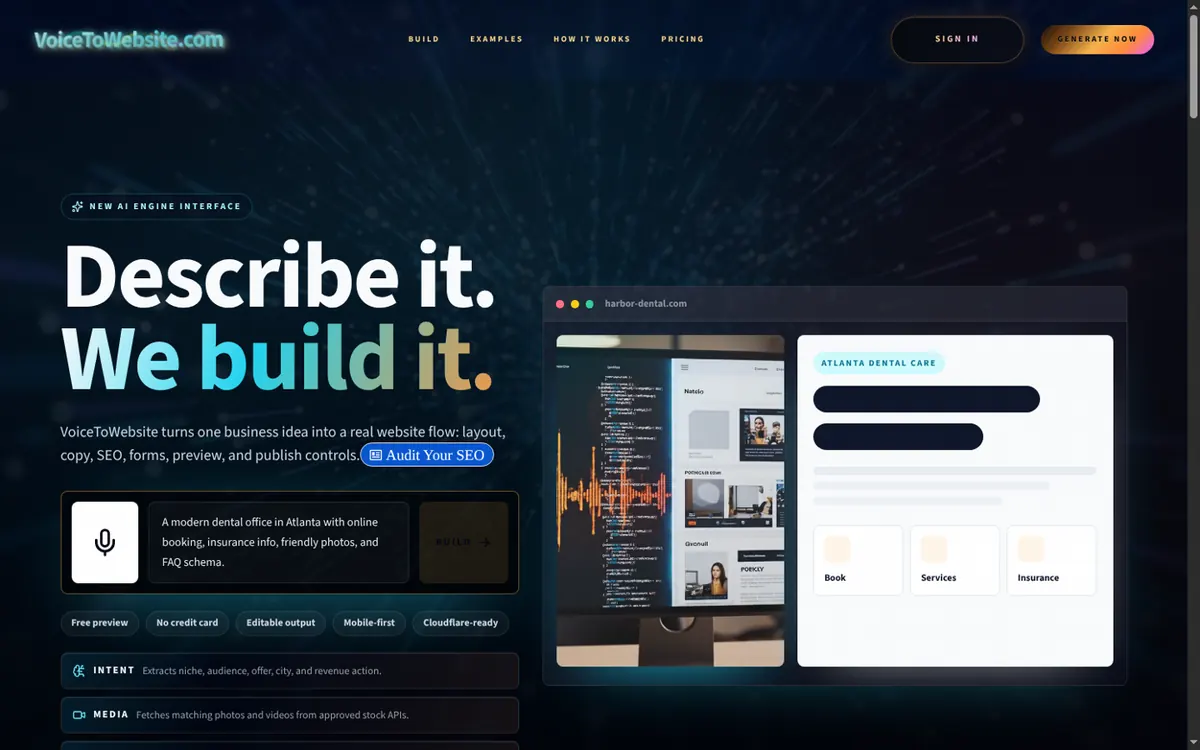 VoiceToWebsite.com
BUILD
EXAMPLES
HOW IT WORKS
PRICING
SIGN IN
GENERATE NOW
NEW AI ENGINE INTERFACE
Describe it.
We build it.
VoiceToWebsite turns one business idea into a real website flow: layout,
copy, SEO, forms, preview, and publish controls. Audit Your SEO
A modern dental office in Atlanta with online
booking, insurance info, friendly photos, and
FAQ schema.
BUILD
Free preview
No credit card
Editable output
Mobile-first
Cloudflare-ready
INTENT Extracts niche, audience, offer, city, and revenue action.
MEDIA Fetches matching photos and videos from approved stock APIs.
harbor-dental.com
Natelo
ATLANTA DENTAL CARE
Book
Services
Insurance